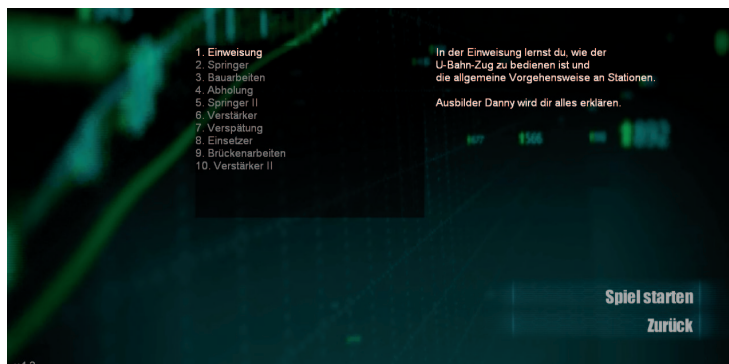 1. Einweisung
2. Springer
3. Bauarbeiten
4. Abholung
5. Springer II
6. Verstärker
7. Verspätung
8. Einsetzer
9. Brückenarbeiten
10. Verstärker II
In der Einweisung lernst du, wie der
U-Bahn-Zug zu bedienen ist und
die allgemeine Vorgehensweise an Stationen.
Ausbilder Danny wird dir alles erklären.
1566
Spiel starten
Zurück